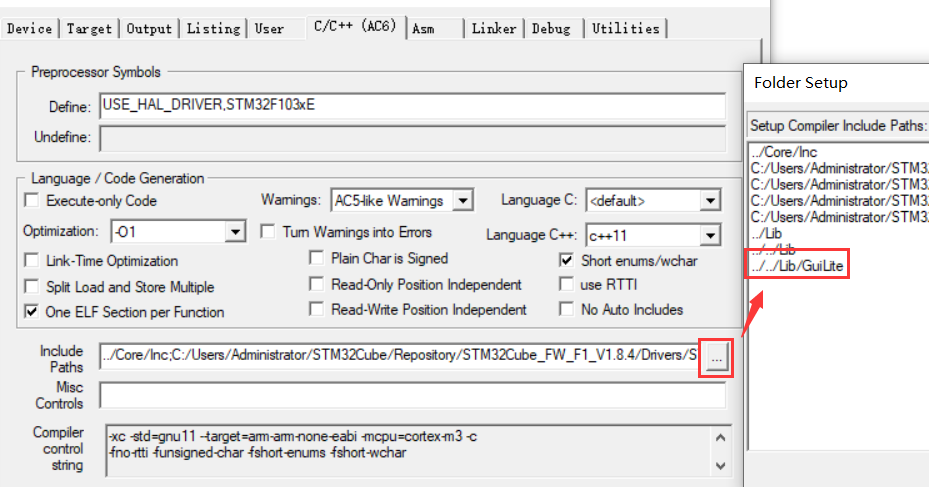 Device Target Output Listing User C/C++ (AC6) Asm Linker Debug Utilities
Preprocessor Symbols
Define: USE_HAL_DRIVER,STM32F103xE
Undefine:
Language / Code Generation
Execute-only Code
Warnings: AC5-like Warnings
Language C: <default>
Optimization: -O1
Turn Warnings into Errors
Language C++: c++11
Link-Time Optimization
Plain Char is Signed
Short enums/wchar
Split Load and Store Multiple
Read-Only Position Independent
use RTTI
One ELF Section per Function
Read-Write Position Independent
No Auto Includes
Include Paths
../Core/Inc;C:/Users/Administrator/STM32Cube/Repository/STM32Cube_FW_F1_V1.8.4/Drivers/S
...
Misc Controls
Compiler control string
-xc -std=gnu11 --target=arm-arm-none-eabi -mcpu=cortex-m3 -c
-fno-rtti -funsigned-char -fshort-enums -fshort-wchar
Folder Setup
Setup Compiler Include Paths:
../Core/Inc
C:/Users/Administrator/STM32
C:/Users/Administrator/STM32
C:/Users/Administrator/STM32
C:/Users/Administrator/STM32
../Lib
../../Lib
../../Lib/GuiLite